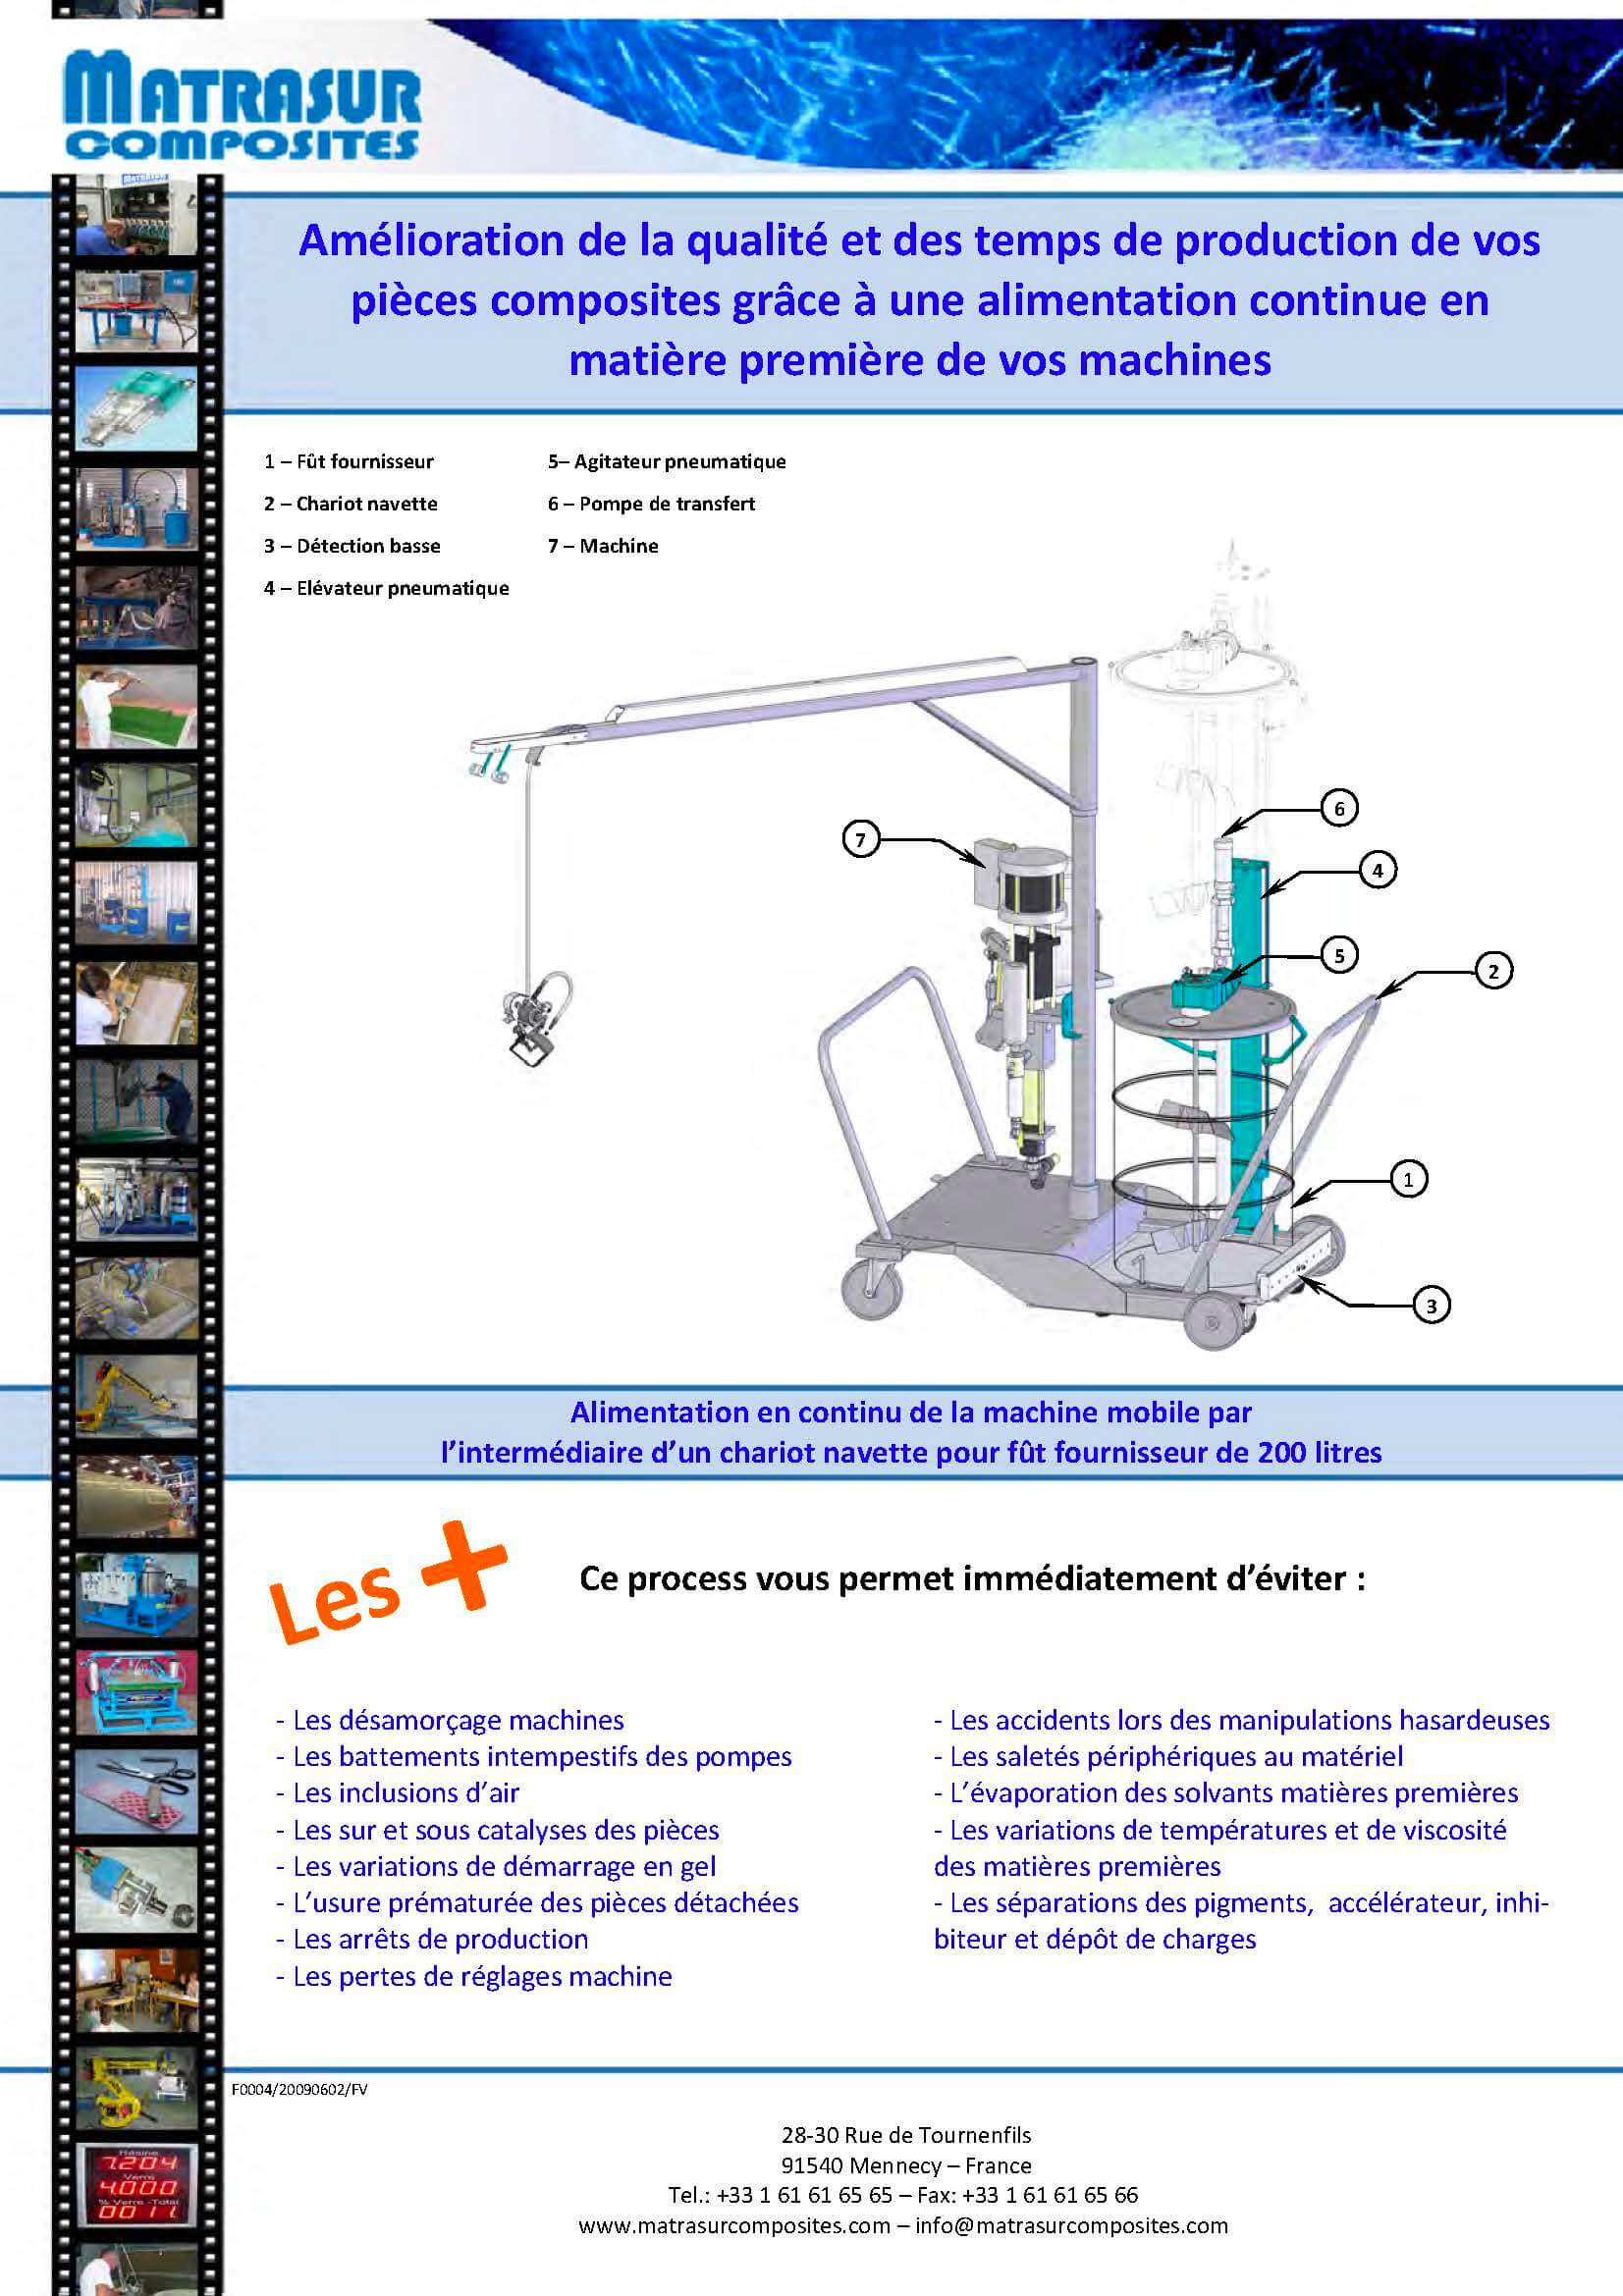 MATRASUR
COMPOSITES
MATRASUR
Amélioration de la qualité et des temps de production de vos
pièces composites grâce à une alimentation continue en
matière première de vos machines
1 – Fût fournisseur
2 – Chariot navette
3 – Détection basse
4 – Elévateur pneumatique
5– Agitateur pneumatique
6 – Pompe de transfert
7 – Machine
6
7
4
5
2
1
3
Alimentation en continu de la machine mobile par
l’intermédiaire d’un chariot navette pour fût fournisseur de 200 litres
Les +
Ce process vous permet immédiatement d’éviter :
- Les désamorçage machines
- Les battements intempestifs des pompes
- Les inclusions d’air
- Les sur et sous catalyses des pièces
- Les variations de démarrage en gel
- L’usure prématurée des pièces détachées
- Les arrêts de production
- Les pertes de réglages machine
- Les accidents lors des manipulations hasardeuses
- Les saletés périphériques au matériel
- L’évaporation des solvants matières premières
- Les variations de températures et de viscosité
des matières premières
- Les séparations des pigments, accélérateur, inhi-
biteur et dépôt de charges
F0004/20090602/FV
Résine
7.204
Verre
4.000
% Verre -Total
0011
28-30 Rue de Tournenfils
91540 Mennecy – France
Tel.: +33 1 61 61 65 65 – Fax: +33 1 61 61 65 66
www.matrasurcomposites.com – info@matrasurcomposites.com